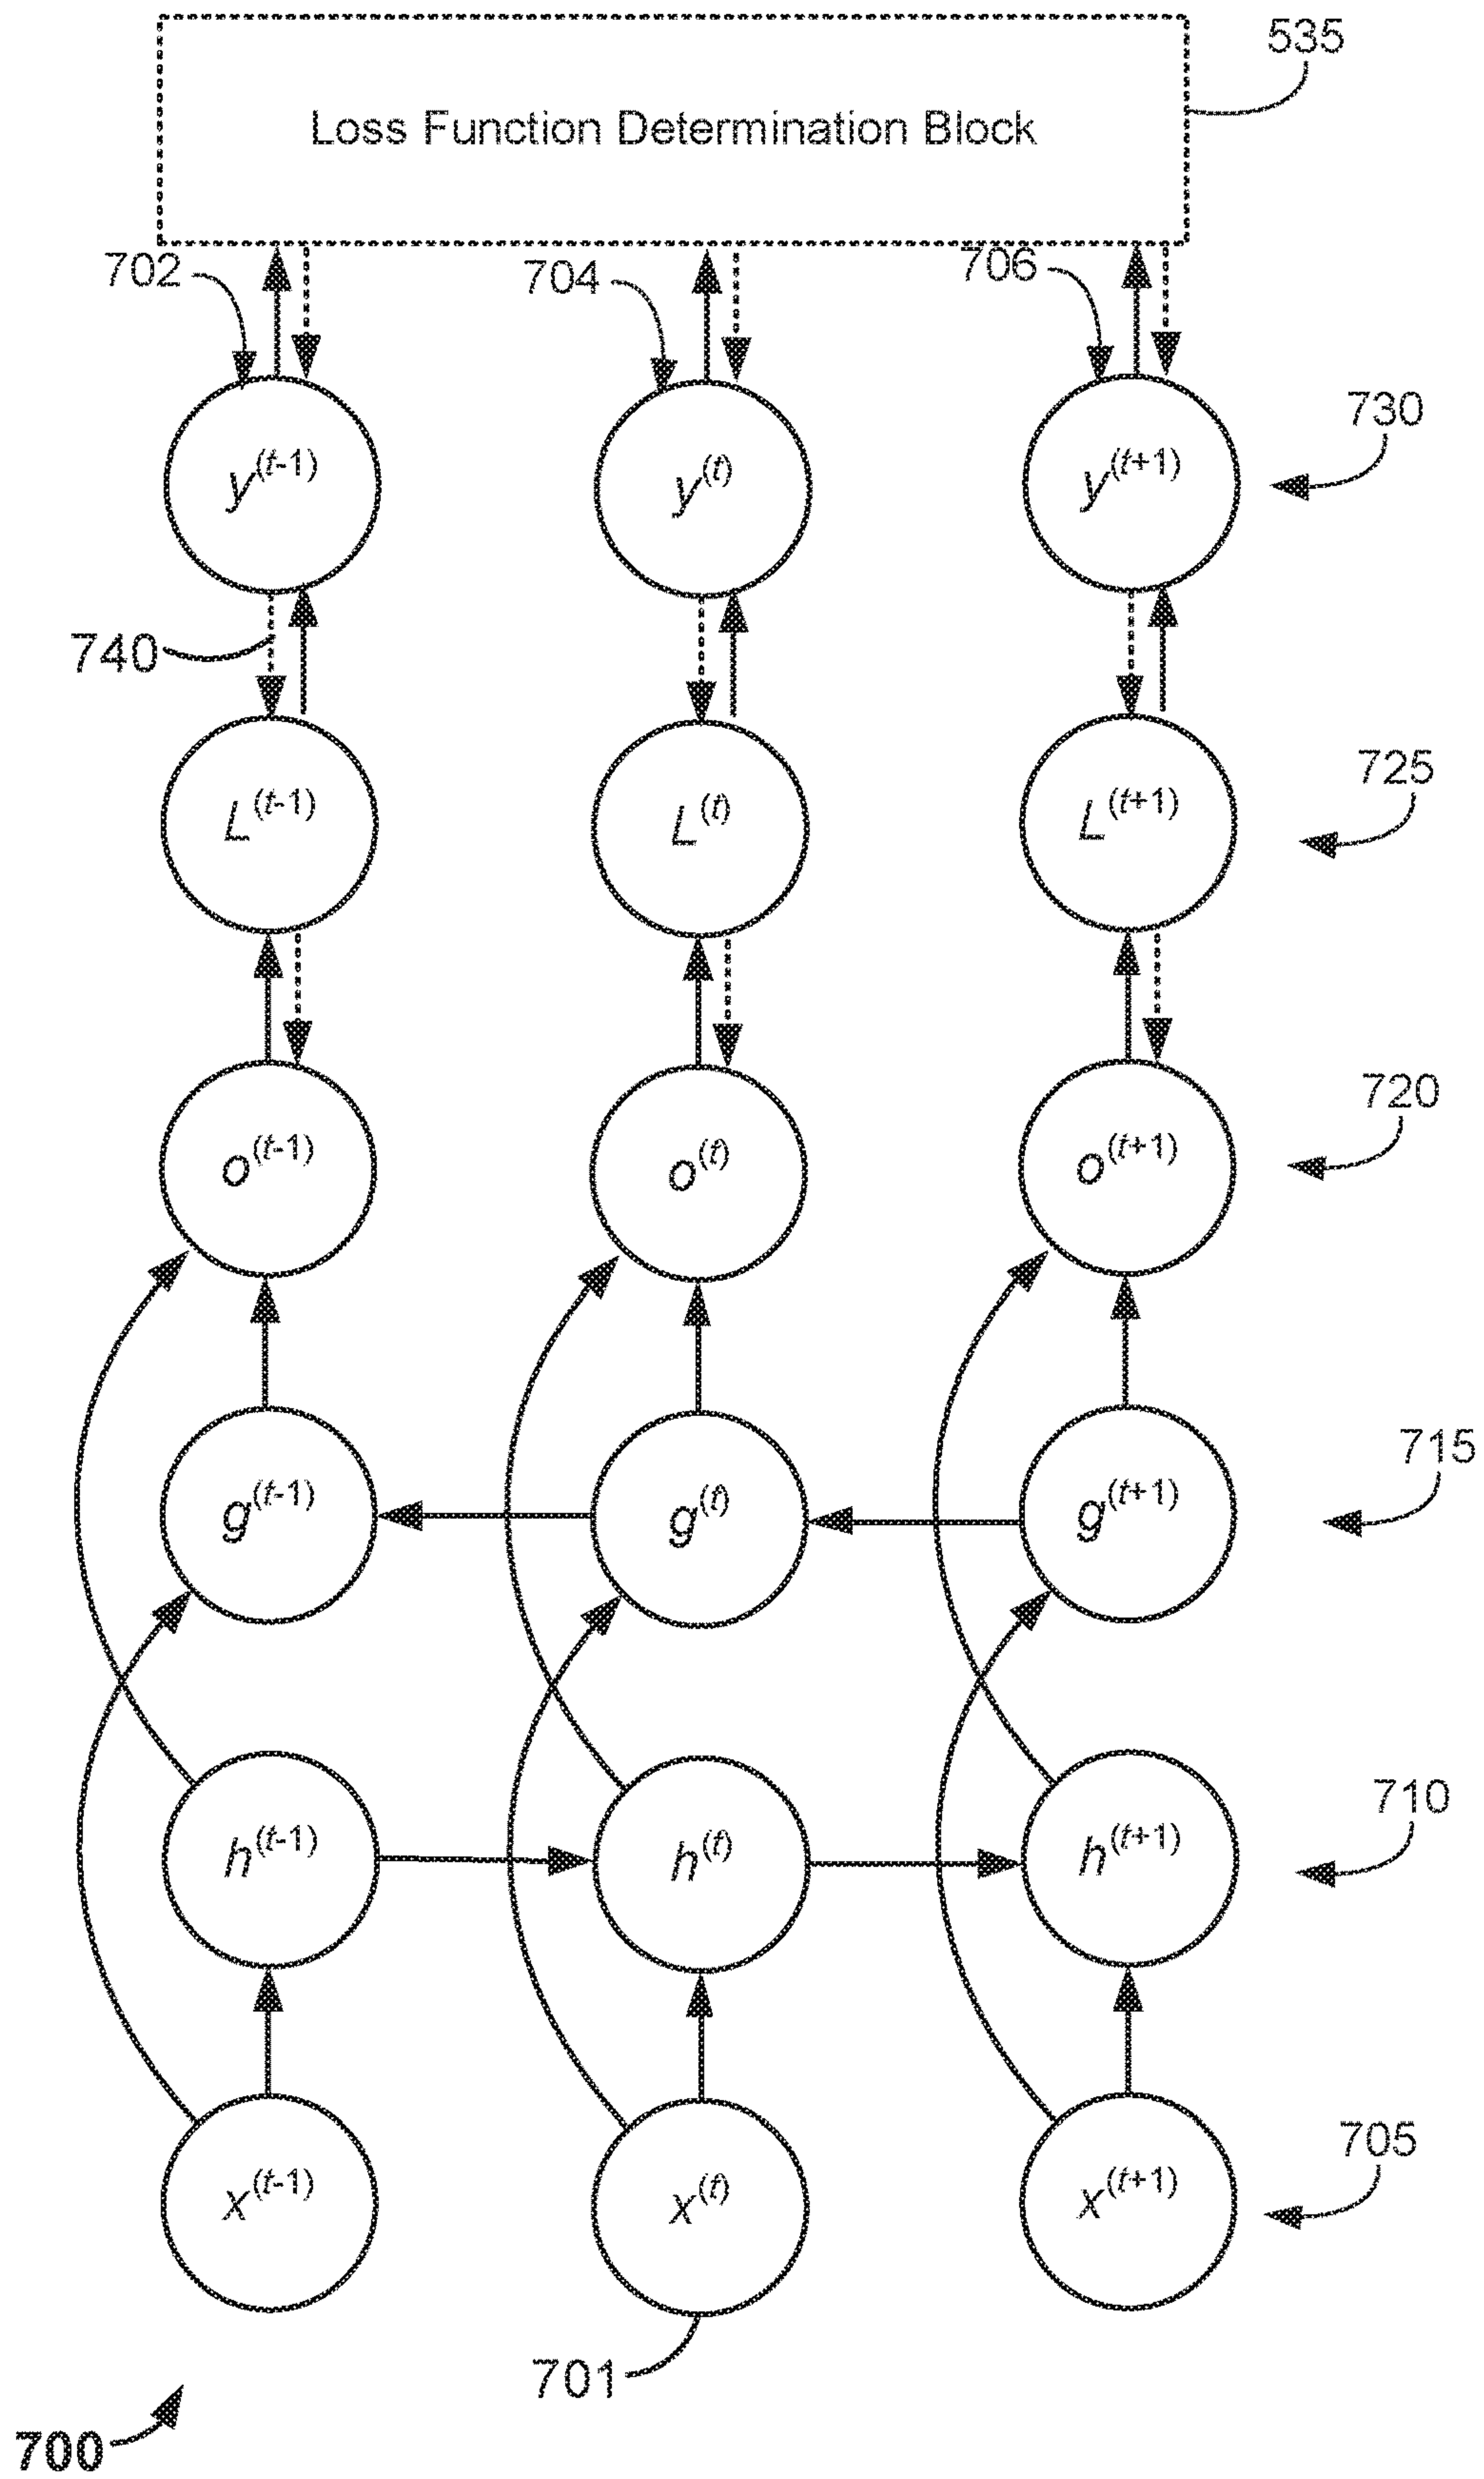 535
Loss Function Determination Block
702
704
706
730
y(t-1)
y(t)
y(t+1)
740
725
L(t-1)
L(t)
L(t+1)
720
o(t-1)
o(t)
o(t+1)
715
g(t-1)
g(t)
g(t+1)
710
h(t-1)
h(t)
h(t+1)
705
x(t-1)
x(t)
x(t+1)
701
700